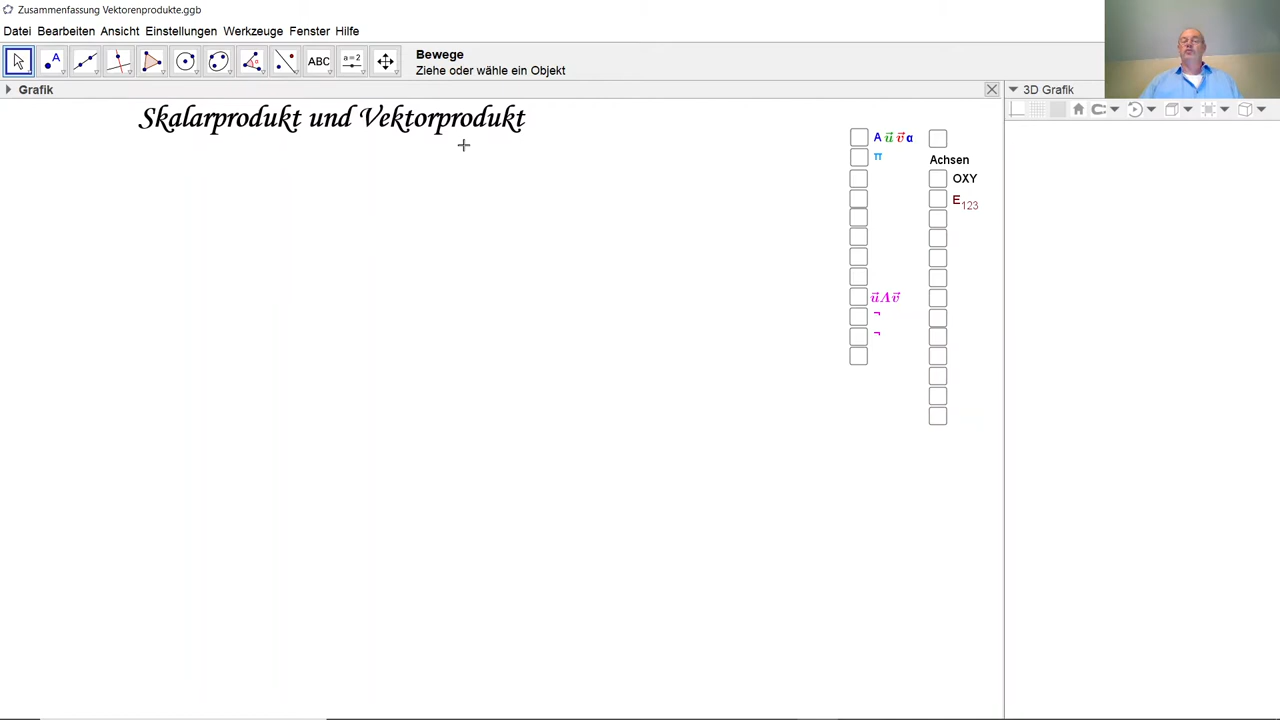 Zusammenfassung Vektorenprodukte.ggb
Datei Bearbeiten Ansicht Einstellungen Werkzeuge Fenster Hilfe
A ABC a=2 Bewege
Ziehe oder wähle ein Objekt
Grafik
3D Grafik
Skalarprodukt und Vektorprodukt
A u⃗ v⃗ α
π
Achsen
OXY
E₁₂₃
u⃗Λv⃗
¬
¬